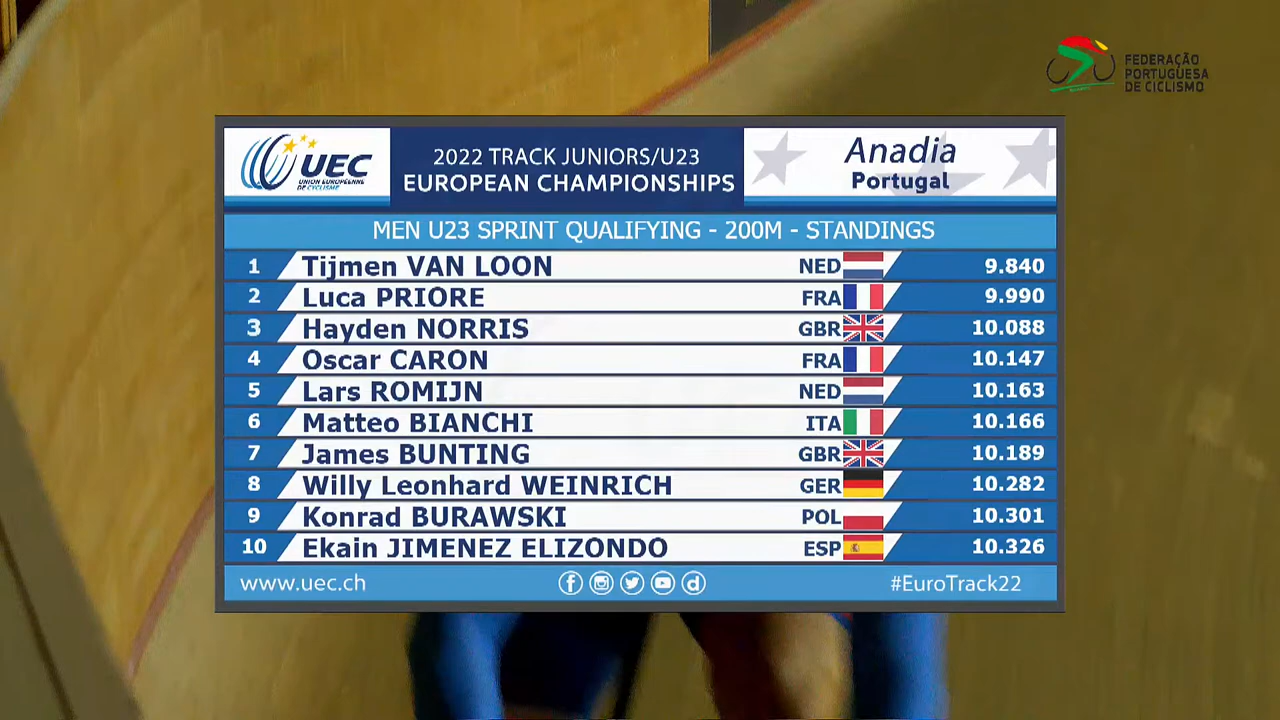 FEDERAÇÃO
PORTUGUESA
DE CICLISMO
UEC
UNION EUROPÉENNE
DE CYCLISME
2022 TRACK JUNIORS/U23
EUROPEAN CHAMPIONSHIPS
Anadia
Portugal
MEN U23 SPRINT QUALIFYING - 200M - STANDINGS
1 Tijmen VAN LOON NED 9.840
2 Luca PRIORE FRA 9.990
3 Hayden NORRIS GBR 10.088
4 Oscar CARON FRA 10.147
5 Lars ROMIJN NED 10.163
6 Matteo BIANCHI ITA 10.166
7 James BUNTING GBR 10.189
8 Willy Leonhard WEINRICH GER 10.282
9 Konrad BURAWSKI POL 10.301
10 Ekain JIMENEZ ELIZONDO ESP 10.326
www.uec.ch #EuroTrack22